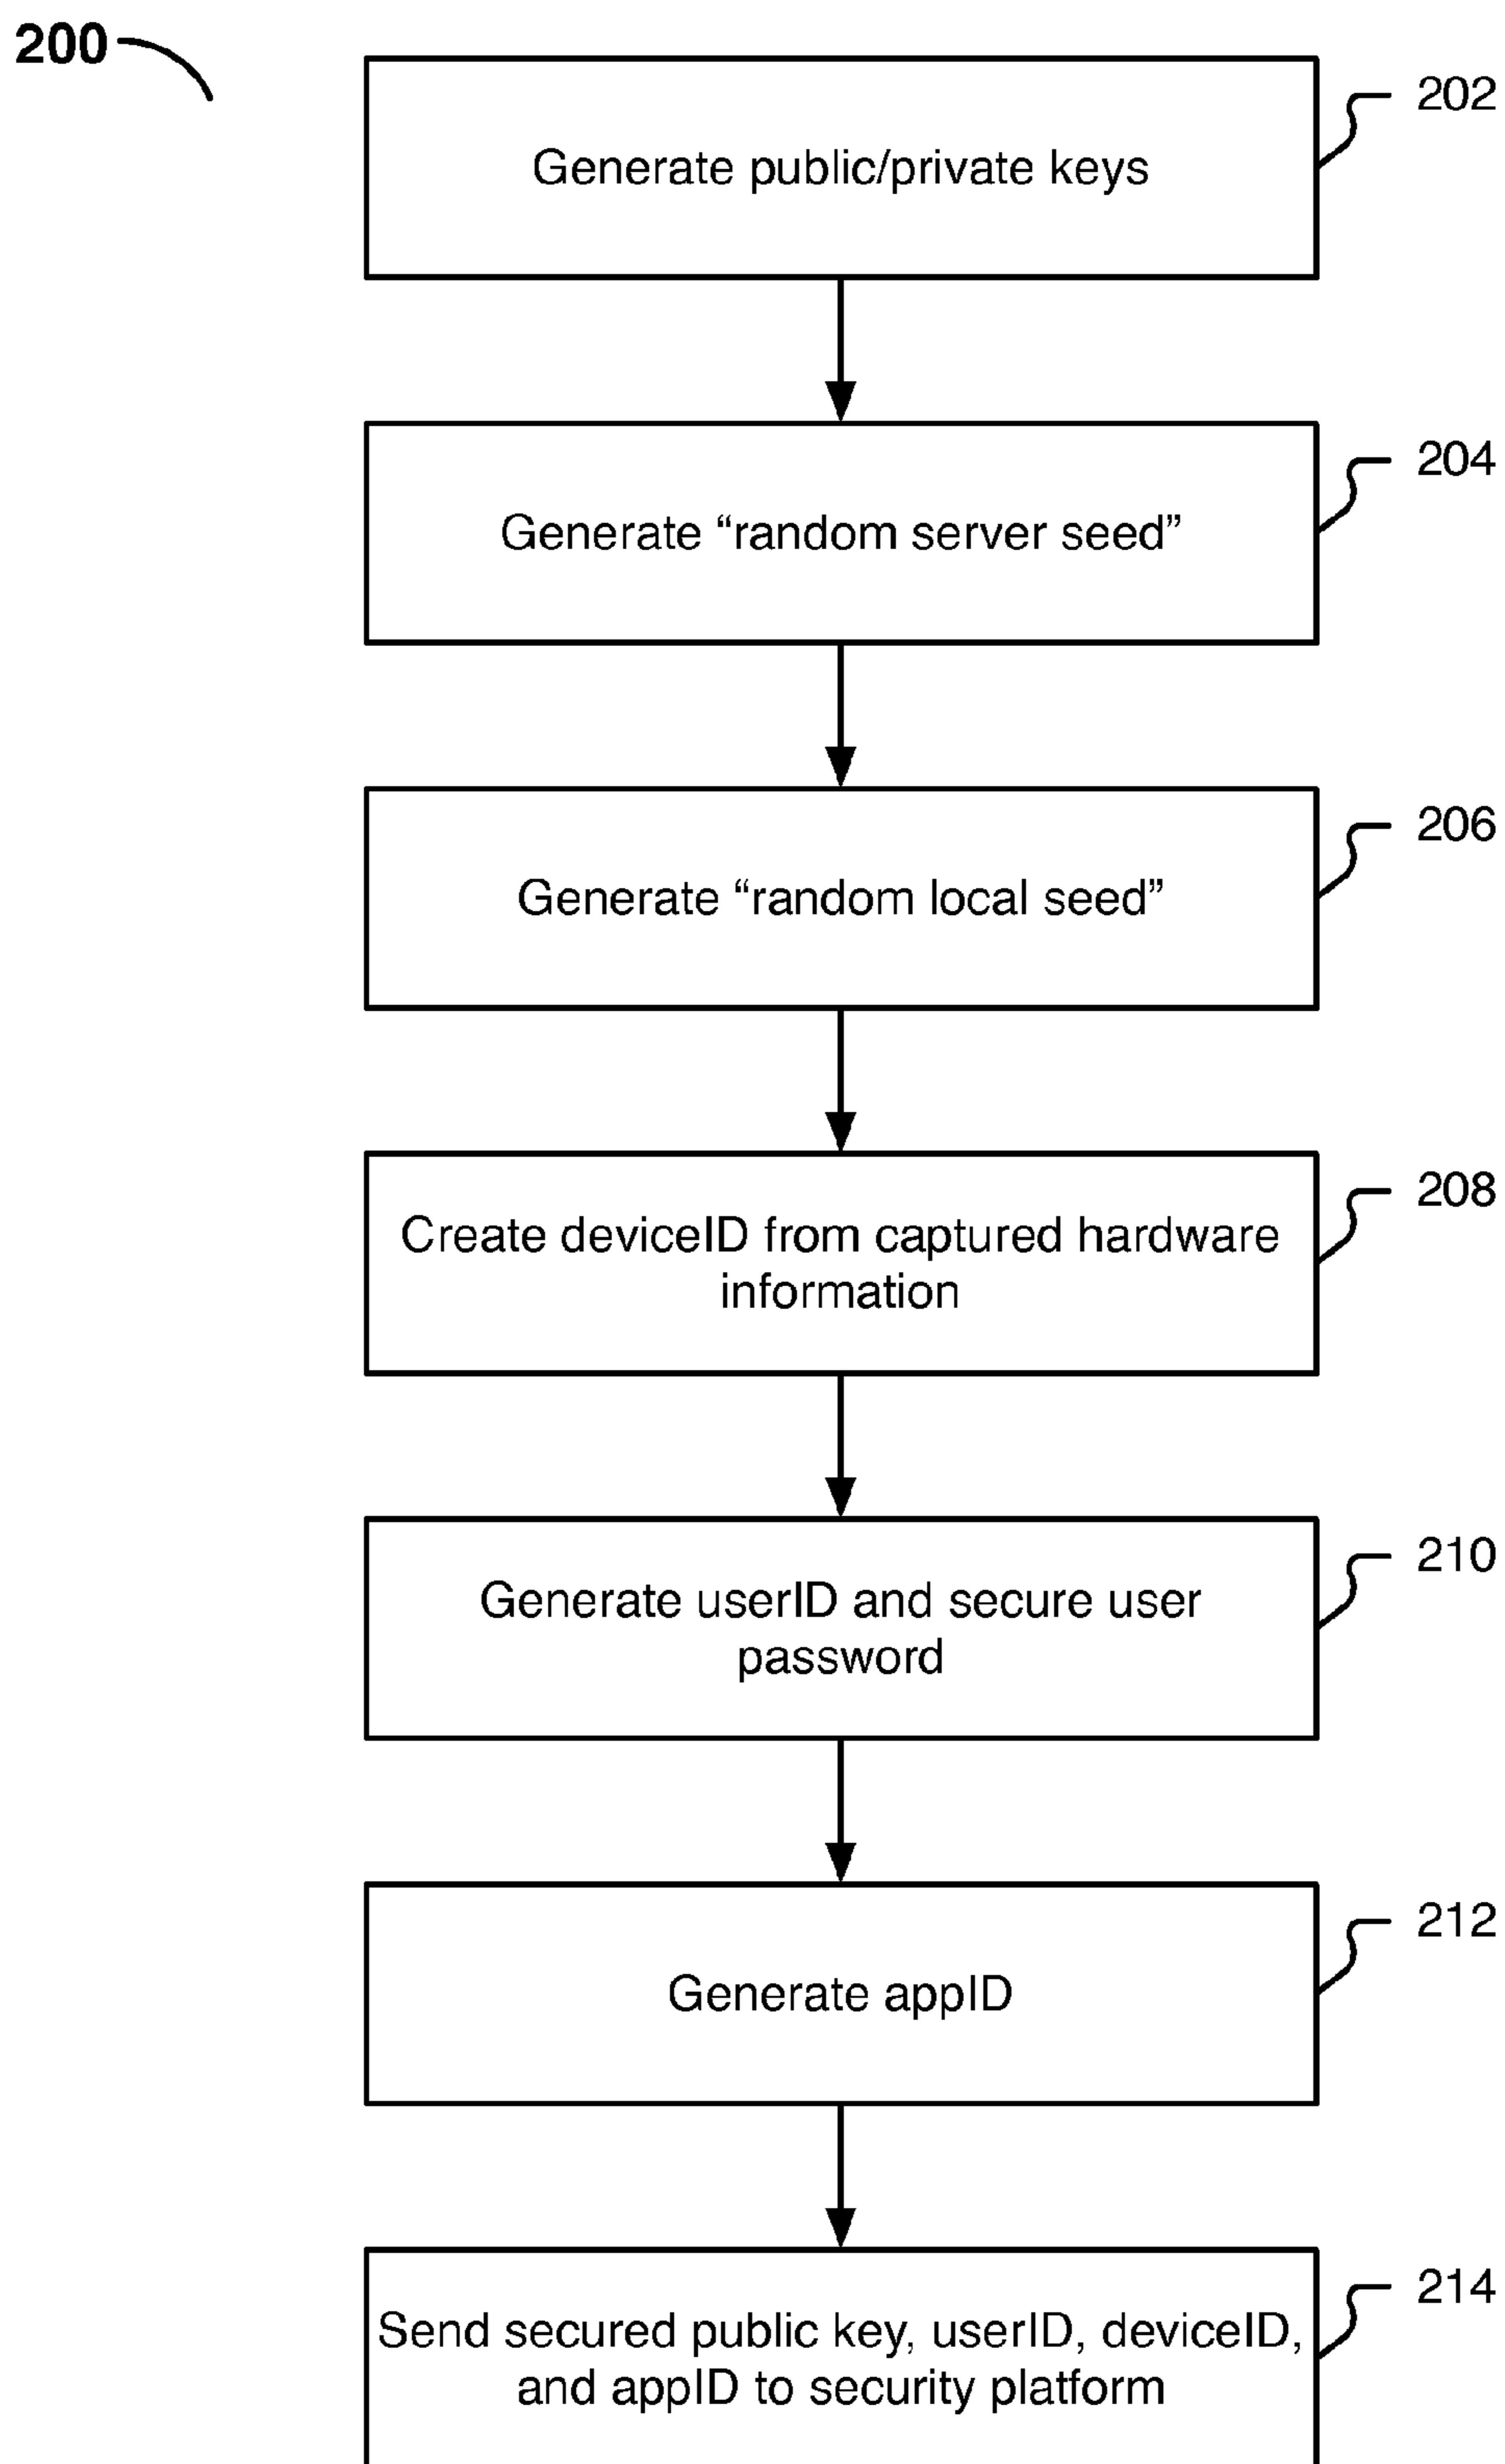 200
202
Generate public/private keys
204
Generate “random server seed”
206
Generate “random local seed”
208
Create deviceID from captured hardware
information
210
Generate userID and secure user
password
212
Generate appID
214
Send secured public key, userID, deviceID,
and appID to security platform